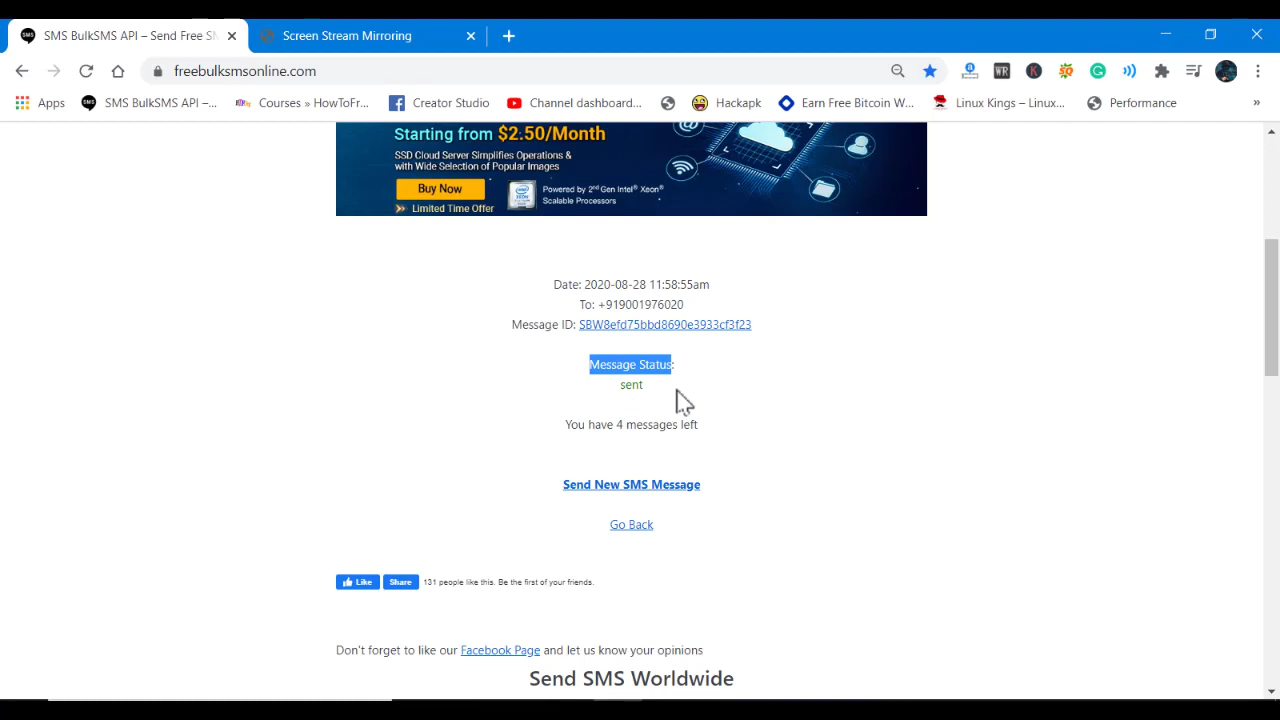 SMS BulkSMS API – Send Free SM
Screen Stream Mirroring
freebulksmsonline.com
Apps
SMS BulkSMS API –...
Courses » HowToFr...
Creator Studio
Channel dashboard...
Hackapk
Earn Free Bitcoin W...
Linux Kings – Linux...
Performance
Starting from $2.50/Month
SSD Cloud Server Simplifies Operations &
with Wide Selection of Popular Images
Buy Now
Powered by 2nd Gen Intel® Xeon®
Scalable Processors
Limited Time Offer
Date: 2020-08-28 11:58:55am
To: +919001976020
Message ID: SBW8efd75bbd8690e3933cf3f23
Message Status:
sent
You have 4 messages left
Send New SMS Message
Go Back
Like Share 131 people like this. Be the first of your friends.
Don't forget to like our Facebook Page and let us know your opinions
Send SMS Worldwide